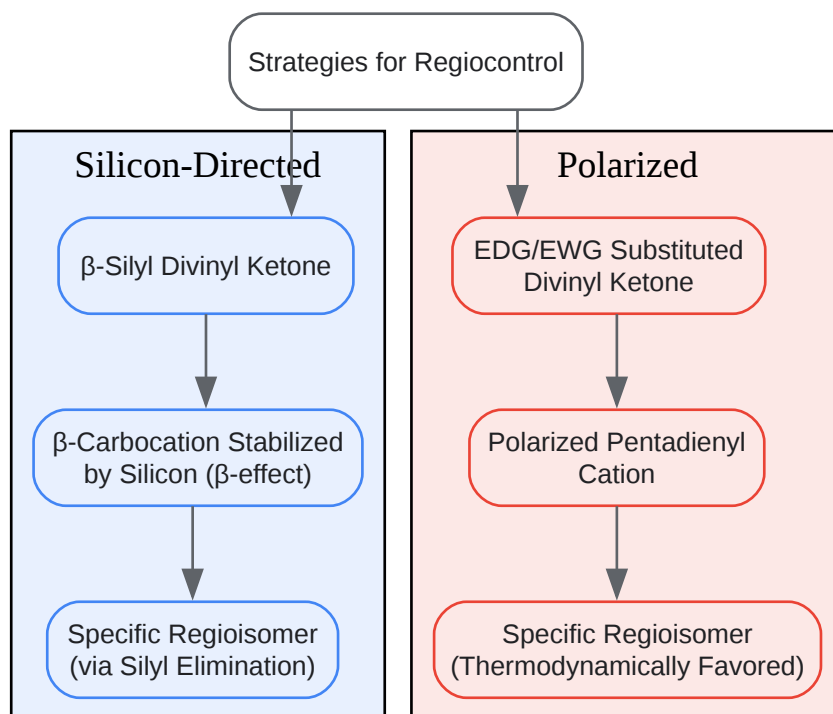 Strategies for Regiocontrol
Silicon-Directed
β-Silyl Divinyl Ketone
β-Carbocation Stabilized
by Silicon (β-effect)
Specific Regioisomer
(via Silyl Elimination)
Polarized
EDG/EWG Substituted
Divinyl Ketone
Polarized Pentadienyl
Cation
Specific Regioisomer
(Thermodynamically Favored)